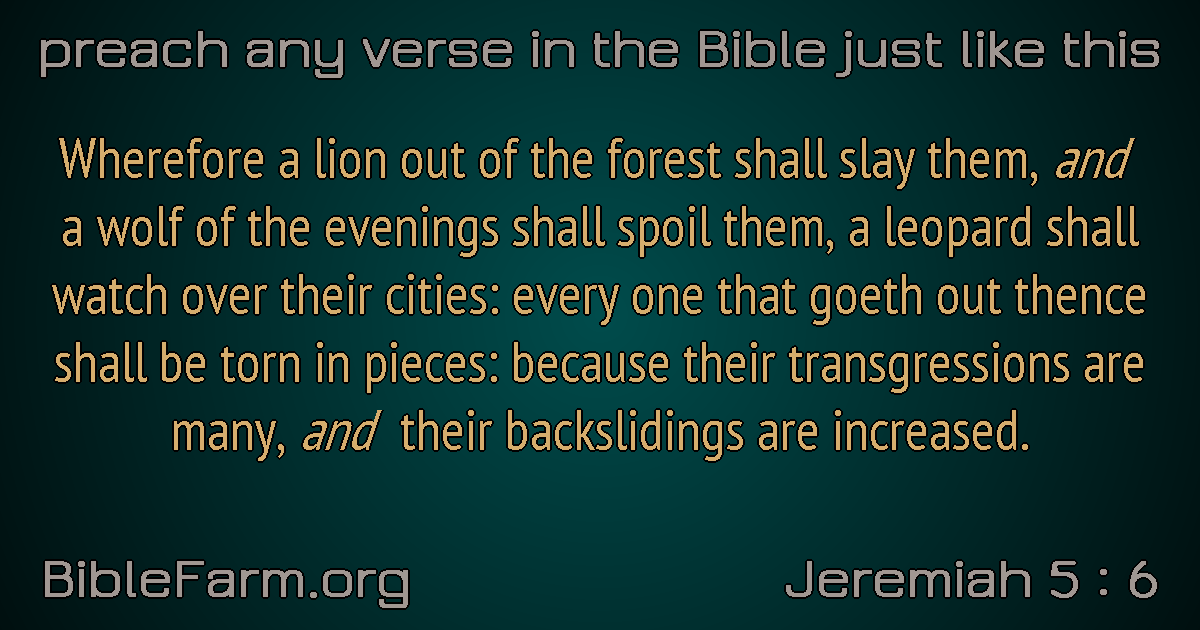 preach any verse in the Bible just like this
Wherefore a lion out of the forest shall slay them, and
a wolf of the evenings shall spoil them, a leopard shall
watch over their cities: every one that goeth out thence
shall be torn in pieces: because their transgressions are
many, and their backslidings are increased.
BibleFarm.org
Jeremiah 5 : 6